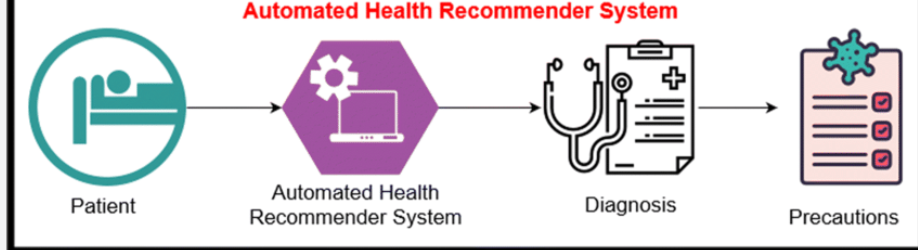 Automated Health Recommender System
Patient
Automated Health
Recommender System
Diagnosis
Precautions